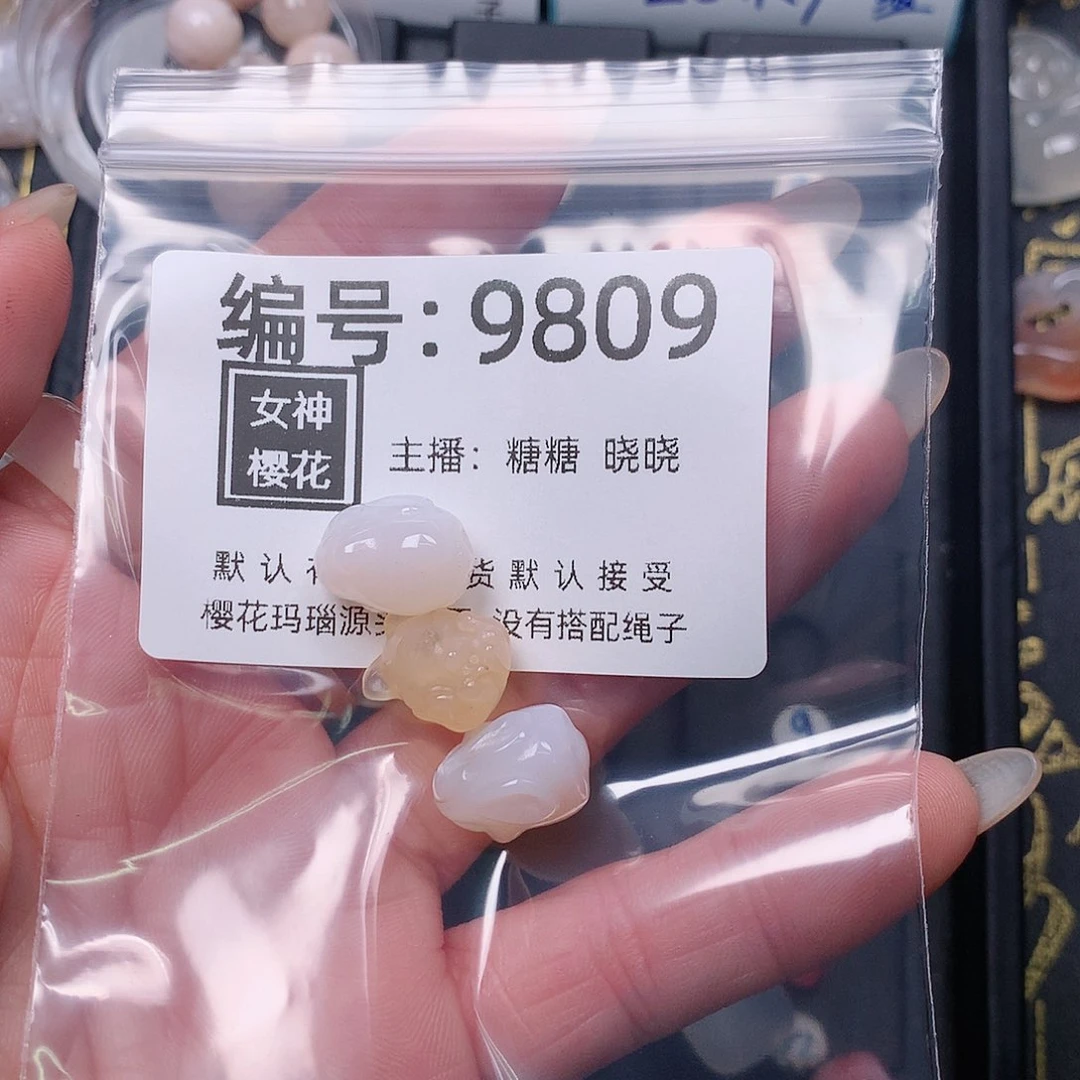 编号:9809
女神
樱花
主播: 糖糖 晓晓
默认 货默认接受
樱花玛瑙源 没有搭配绳子